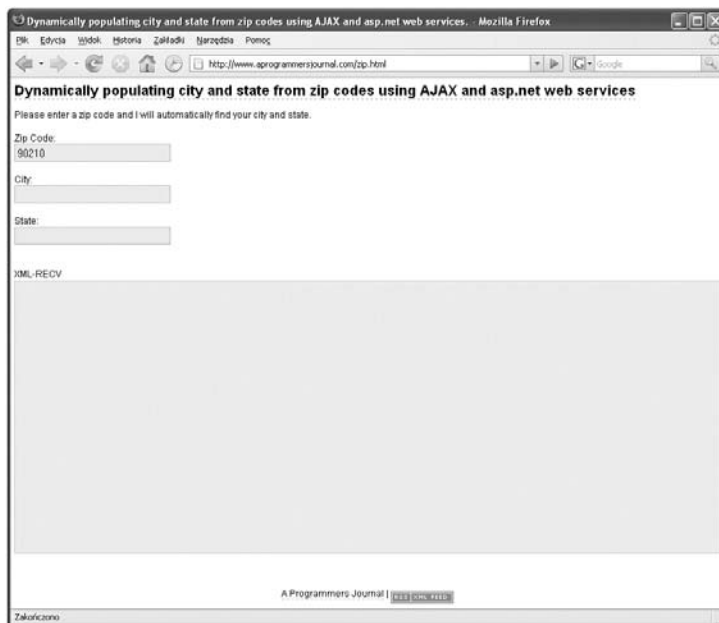 Dynamically populating city and state from zip codes using AJAX and asp.net web services. - Mozilla Firefox
Plik Edycja Widok Historia Zakładki Narzędzia Pomoc
http://www.aprogrammersjournal.com/zip.html
G Google
Dynamically populating city and state from zip codes using AJAX and asp.net web services
Please enter a zip code and I will automatically find your city and state.
Zip Code:
90210
City:
State:
XML-RECV
A Programmers Journal | XML FEED
Zakończono